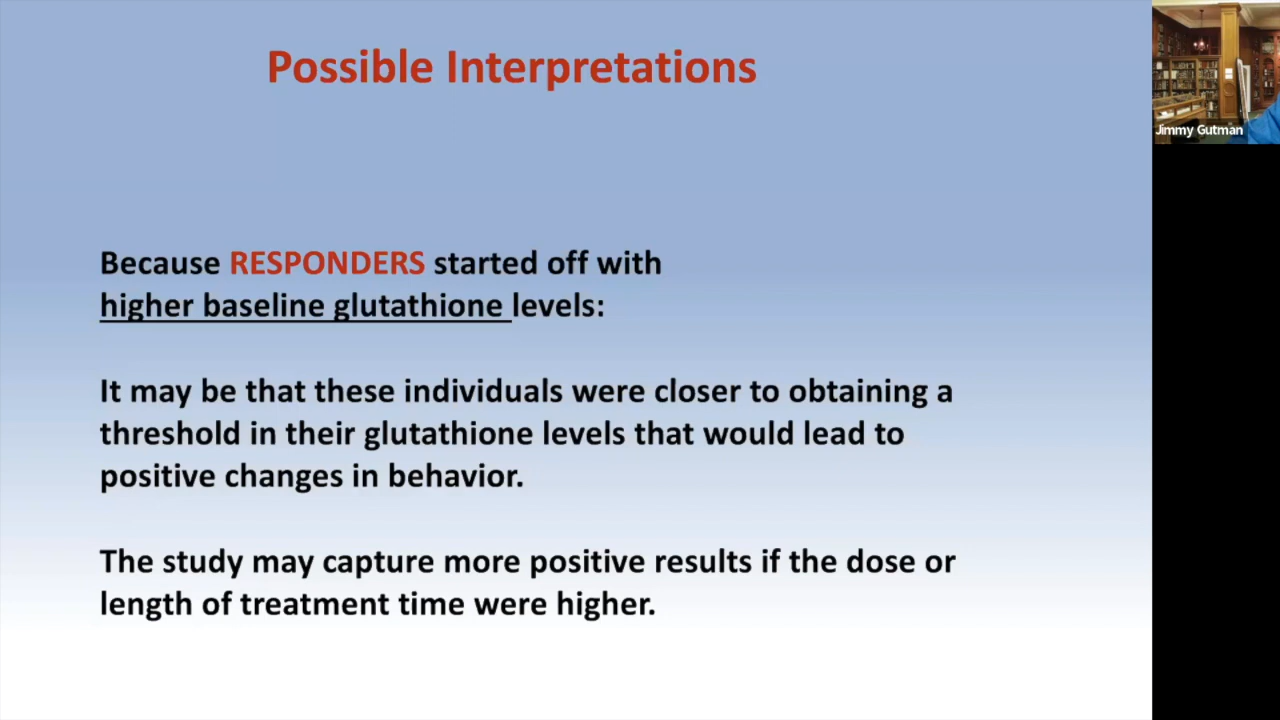 Possible Interpretations
Jimmy Gutman
Because RESPONDERS started off with
higher baseline glutathione levels:
It may be that these individuals were closer to obtaining a
threshold in their glutathione levels that would lead to
positive changes in behavior.
The study may capture more positive results if the dose or
length of treatment time were higher.